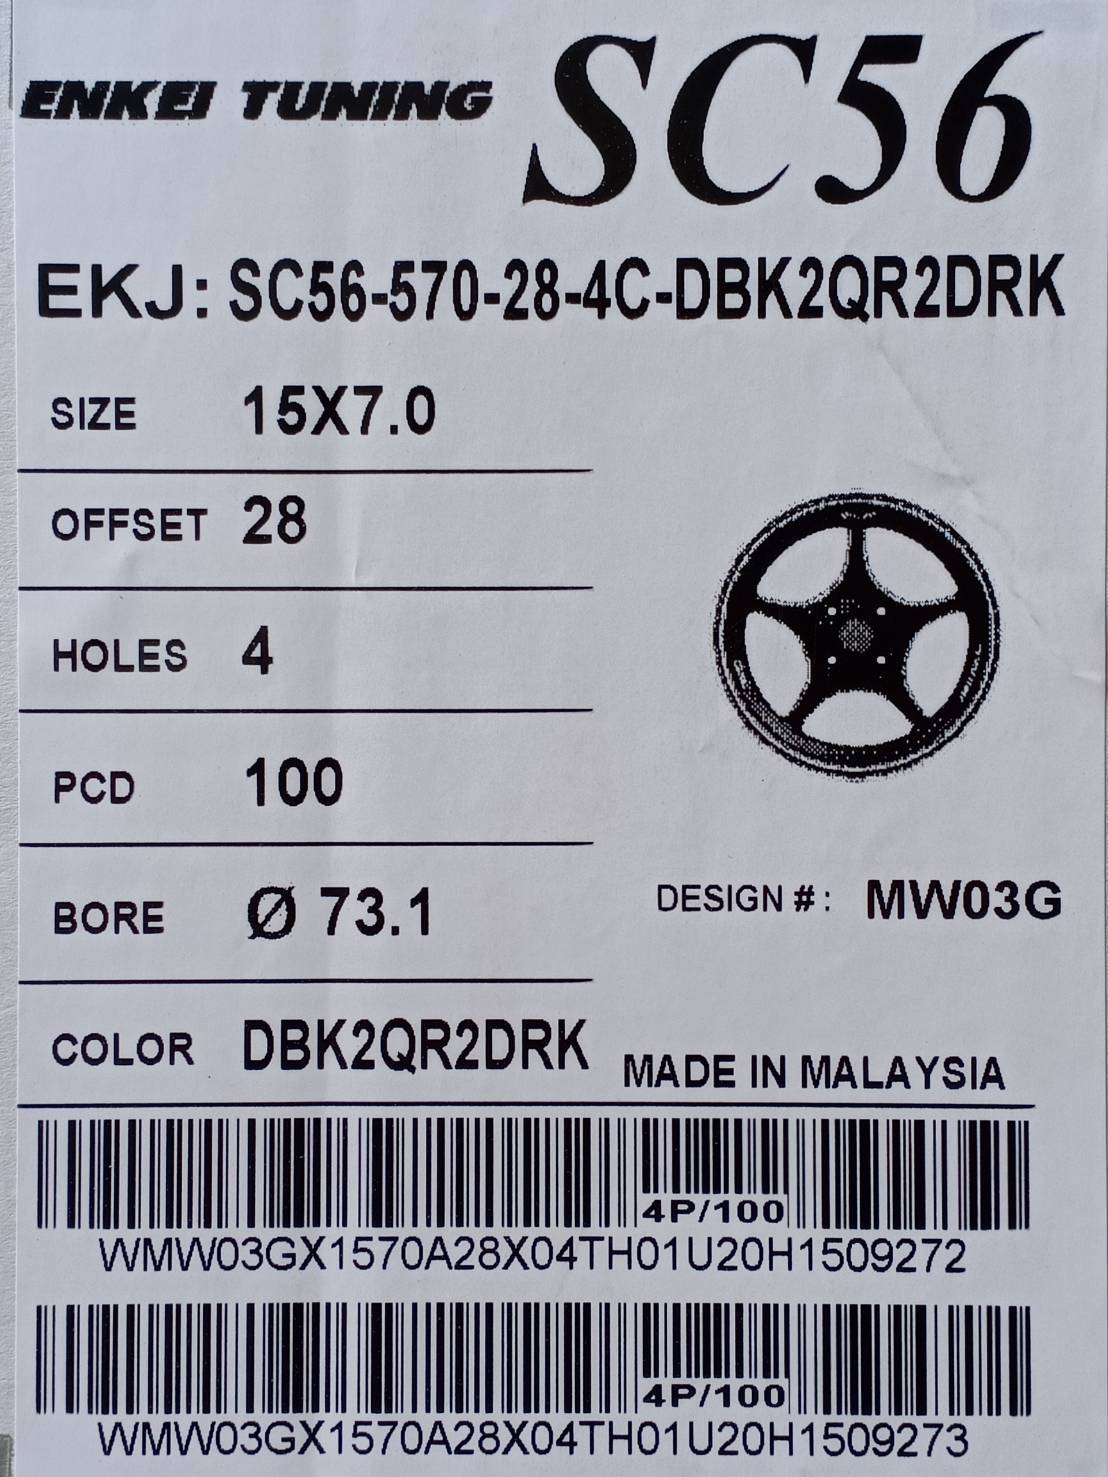 ENKEI TUNING SC56
EKJ: SC56-570-28-4C-DBK2QR2DRK
SIZE 15X7.0
OFFSET 28
HOLES 4
PCD 100
BORE Ø 73.1
DESIGN #: MW03G
COLOR DBK2QR2DRK
MADE IN MALAYSIA
4P/100
WMW03GX1570A28X04TH01U20H1509272
4P/100
WMW03GX1570A28X04TH01U20H1509273